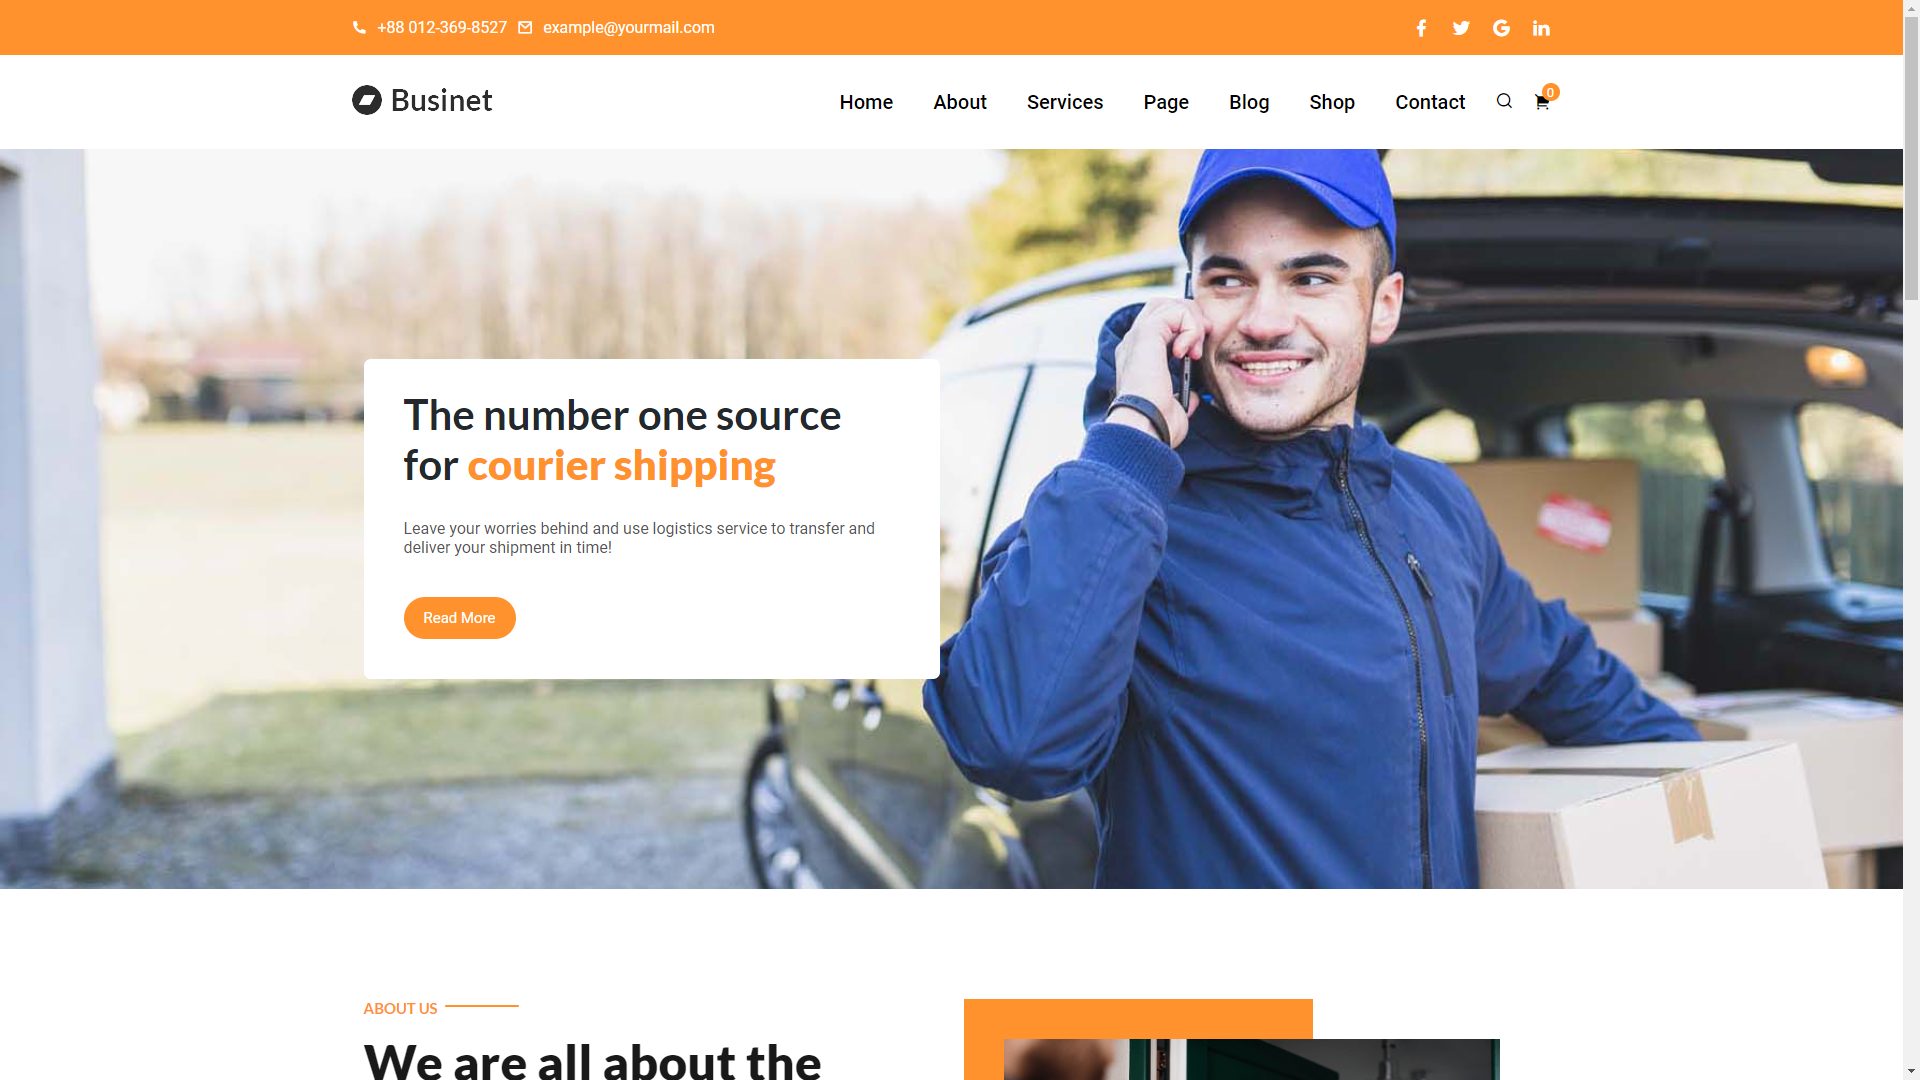 +88 012-369-8527 example@yourmail.com
Businet
Home About Services Page Blog Shop Contact 0
The number one source
for courier shipping
Leave your worries behind and use logistics service to transfer and
deliver your shipment in time!
Read More
ABOUT US
We are all about the